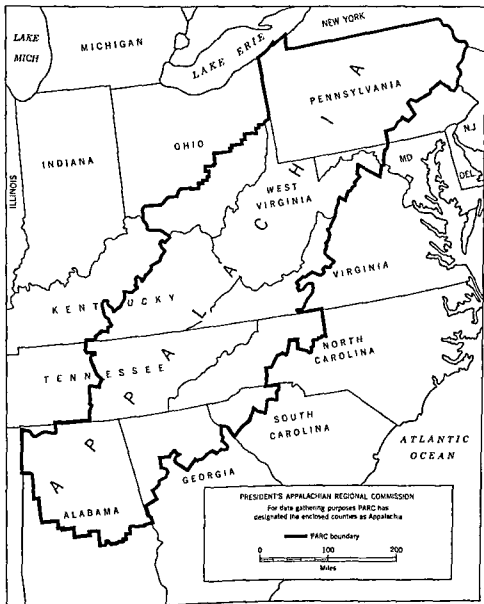 NEW YORK
LAKE
MICH
MICHIGAN
LAKE ERIE
PENNSYLVANIA
OHIO
N.J.
INDIANA
ILLINOIS
MD
DEL
WEST
VIRGINIA
VIRGINIA
KENTUCKY
APPALACHIA
TENNESSEE
NORTH
CAROLINA
SOUTH
CAROLINA
ATLANTIC
OCEAN
GEORGIA
ALABAMA
PRESIDENT'S APPALACHIAN REGIONAL COMMISSION
For data gathering purposes PARC has
designated the enclosed counties as Appalachia
PARC boundary
0 100 200
Miles